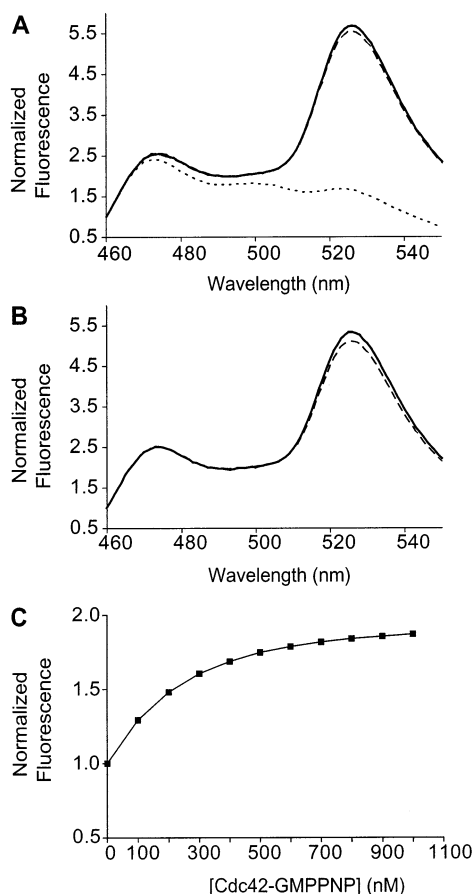 A
5.5
4.5
3.5
2.5
1.5
0.5
Normalized
Fluorescence
460 480 500 520 540
Wavelength (nm)
B
5.5
4.5
3.5
2.5
1.5
0.5
Normalized
Fluorescence
460 480 500 520 540
Wavelength (nm)
C
2.0
1.5
1.0
0.5
Normalized
Fluorescence
0 100 300 500 700 900 1100
[Cdc42-GMPPNP] (nM)